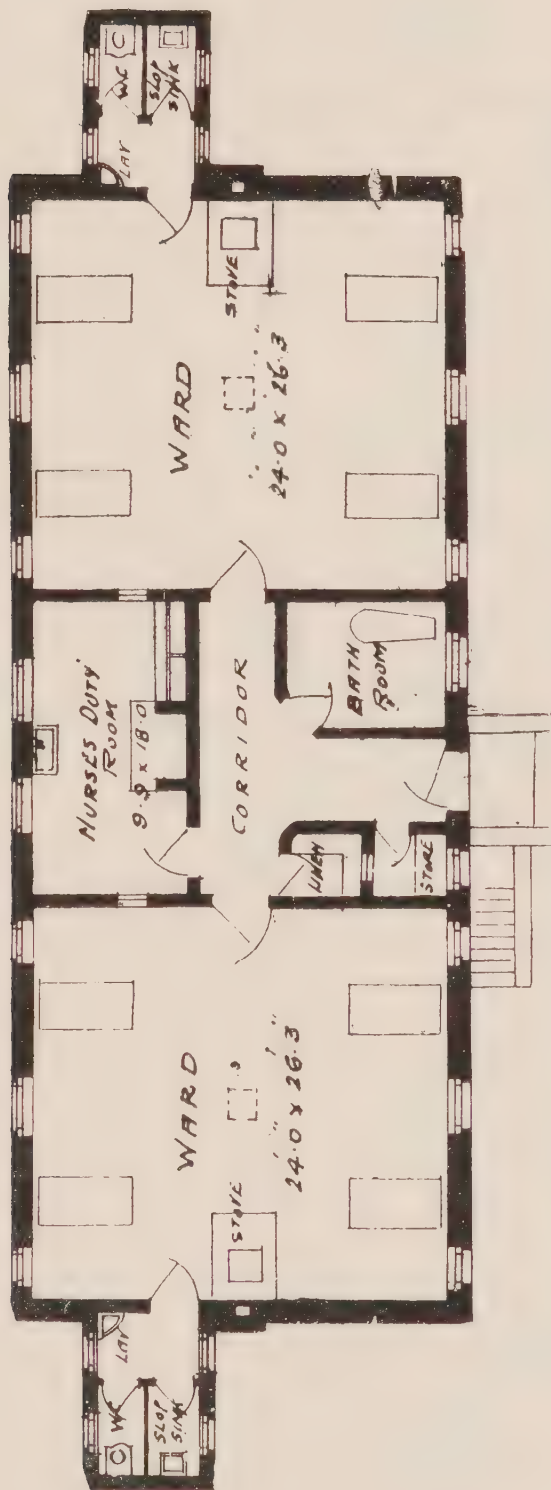 WC
SLOP
SINK
LAV
STOVE
WARD
24.0 x 26.3
NURSES DUTY
ROOM
9.9 x 18.0
CORRIDOR
BATH
ROOM
LINEN
STORE
WARD
24.0 x 26.3
STOVE
LAV
WC
SLOP
SINK